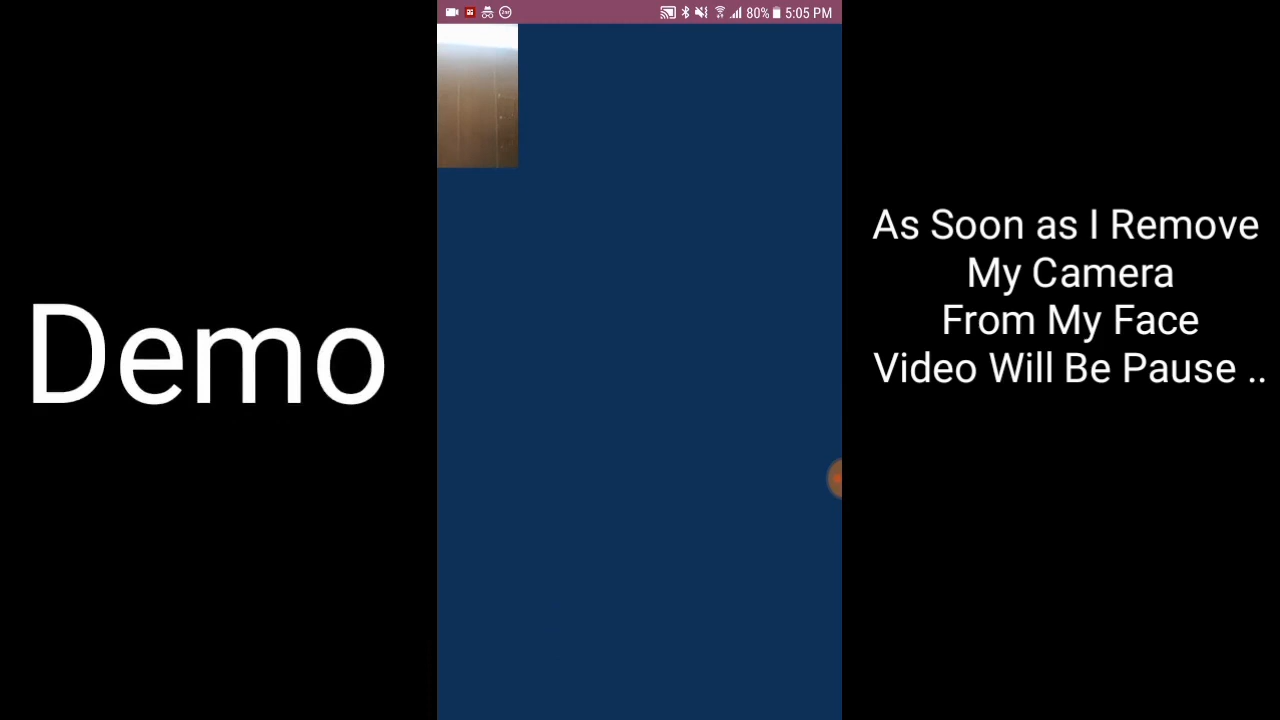 80% 5:05 PM
Demo
As Soon as I Remove
My Camera
From My Face
Video Will Be Pause ..